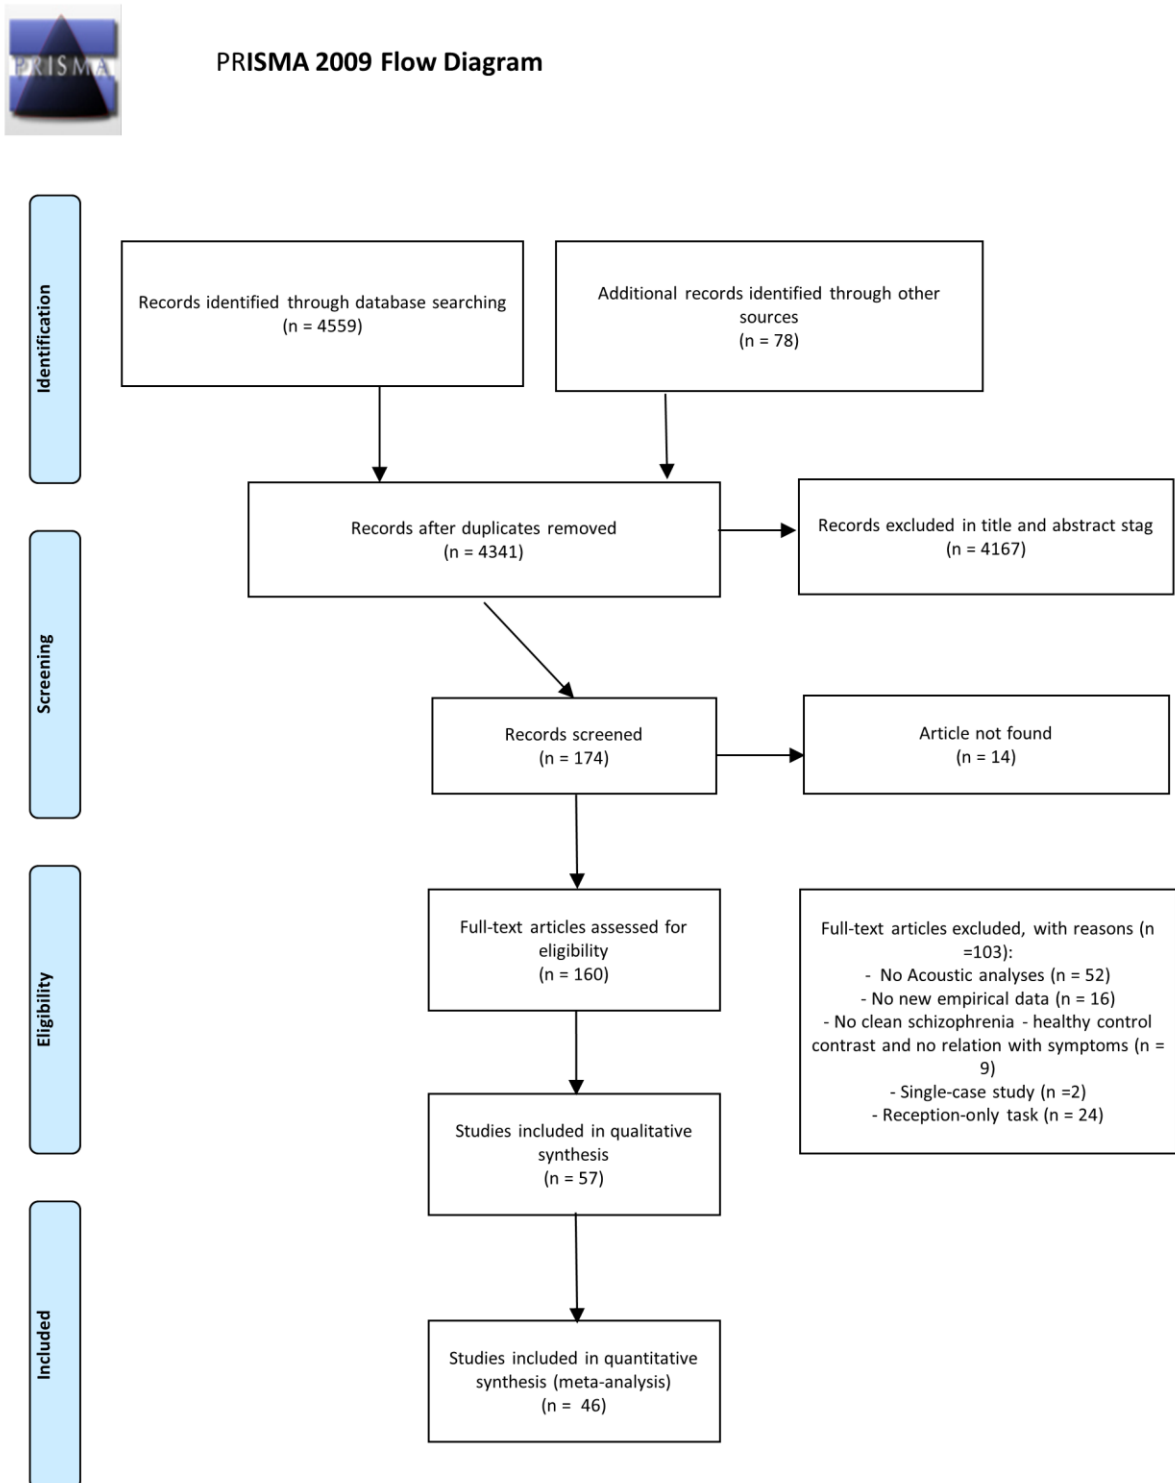 PRISMA
PRISMA 2009 Flow Diagram
Identification
Records identified through database searching
(n = 4559)
Additional records identified through other
sources
(n = 78)
Records after duplicates removed
(n = 4341)
Records excluded in title and abstract stag
(n = 4167)
Screening
Records screened
(n = 174)
Article not found
(n = 14)
Eligibility
Full-text articles assessed for
eligibility
(n = 160)
Full-text articles excluded, with reasons (n
=103):
- No Acoustic analyses (n = 52)
- No new empirical data (n = 16)
- No clean schizophrenia - healthy control
contrast and no relation with symptoms (n =
9)
- Single-case study (n =2)
- Reception-only task (n = 24)
Studies included in qualitative
synthesis
(n = 57)
Included
Studies included in quantitative
synthesis (meta-analysis)
(n = 46)